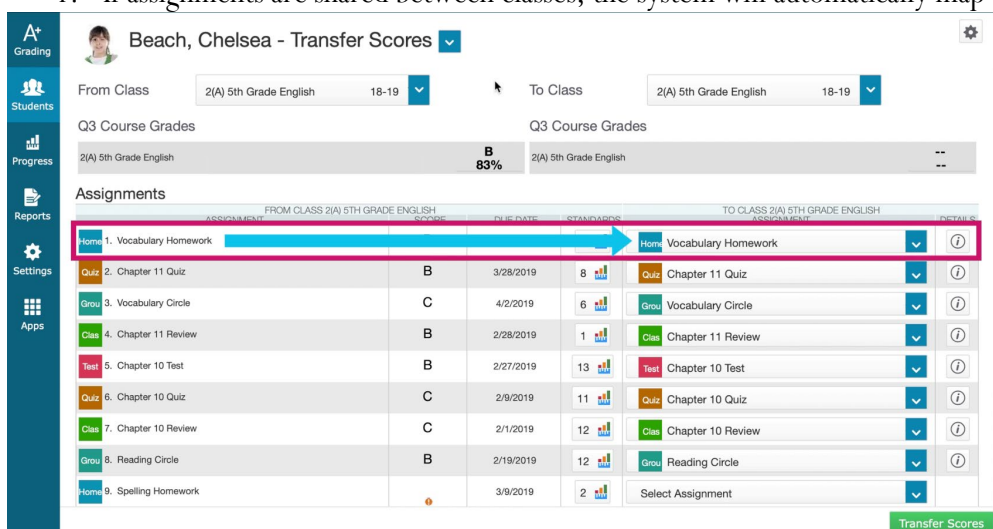 If assignments are shared between classes, the system will automatically map
A+
Grading
Beach, Chelsea - Transfer Scores
Students
From Class 2(A) 5th Grade English 18-19 To Class 2(A) 5th Grade English 18-19
Q3 Course Grades Q3 Course Grades
Progress
2(A) 5th Grade English B 83% 2(A) 5th Grade English -- --
Reports
Assignments
FROM CLASS 2(A) 5TH GRADE ENGLISH TO CLASS 2(A) 5TH GRADE ENGLISH
ASSIGNMENT SCORE DUE DATE STANDARDS ASSIGNMENT DETAILS
Home 1. Vocabulary Homework Home Vocabulary Homework
Settings
Quiz 2. Chapter 11 Quiz B 3/28/2019 8 Quiz Chapter 11 Quiz
Grou 3. Vocabulary Circle C 4/2/2019 6 Grou Vocabulary Circle
Apps
Clas 4. Chapter 11 Review B 2/28/2019 1 Clas Chapter 11 Review
Test 5. Chapter 10 Test B 2/27/2019 13 Test Chapter 10 Test
Quiz 6. Chapter 10 Quiz C 2/9/2019 11 Quiz Chapter 10 Quiz
Clas 7. Chapter 10 Review C 2/1/2019 12 Clas Chapter 10 Review
Grou 8. Reading Circle B 2/19/2019 12 Grou Reading Circle
Home 9. Spelling Homework 3/9/2019 2 Select Assignment
Transfer Scores